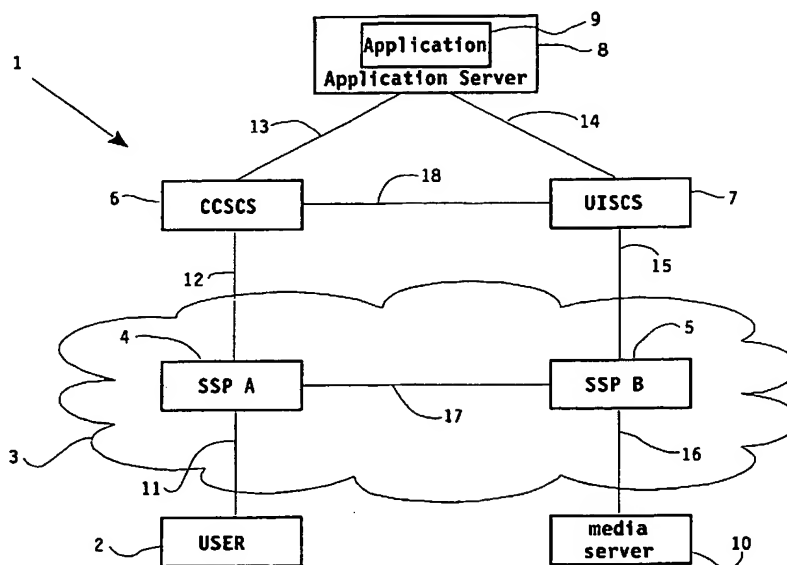 9
Application
8
1
Application Server
13
14
6
CCSCS
18
UISCS
7
12
15
4
5
SSP A
SSP B
17
3
11
16
2
USER
media
server
10